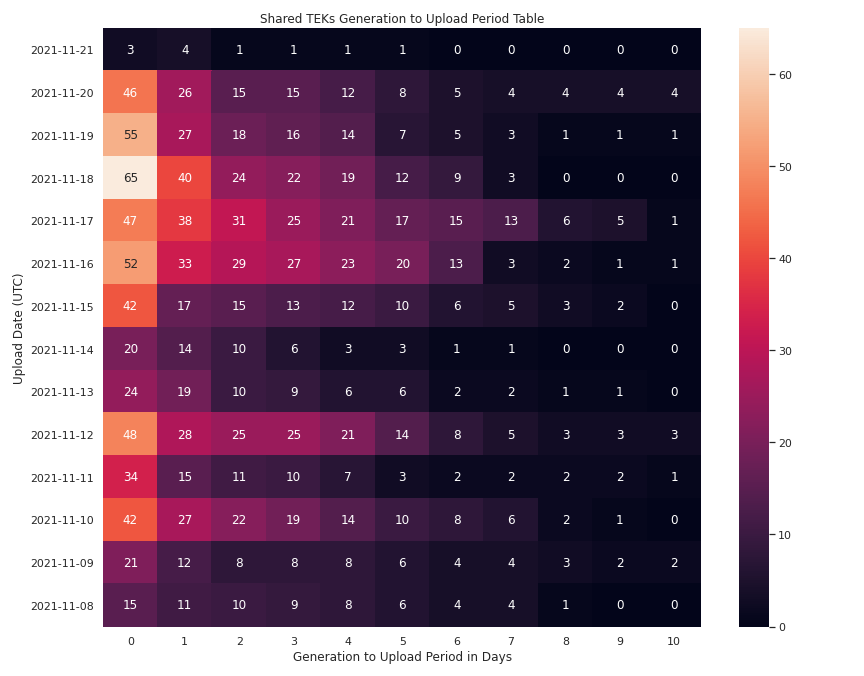 Shared TEKs Generation to Upload Period Table
Upload Date (UTC)
2021-11-21 3 4 1 1 1 1 0 0 0 0 0
2021-11-20 46 26 15 15 12 8 5 4 4 4 4
2021-11-19 55 27 18 16 14 7 5 3 1 1 1
2021-11-18 65 40 24 22 19 12 9 3 0 0 0
2021-11-17 47 38 31 25 21 17 15 13 6 5 1
2021-11-16 52 33 29 27 23 20 13 3 2 1 1
2021-11-15 42 17 15 13 12 10 6 5 3 2 0
2021-11-14 20 14 10 6 3 3 1 1 0 0 0
2021-11-13 24 19 10 9 6 6 2 2 1 1 0
2021-11-12 48 28 25 25 21 14 8 5 3 3 3
2021-11-11 34 15 11 10 7 3 2 2 2 2 1
2021-11-10 42 27 22 19 14 10 8 6 2 1 0
2021-11-09 21 12 8 8 8 6 4 4 3 2 2
2021-11-08 15 11 10 9 8 6 4 4 1 0 0
0 1 2 3 4 5 6 7 8 9 10
Generation to Upload Period in Days
60
50
40
30
20
10
0